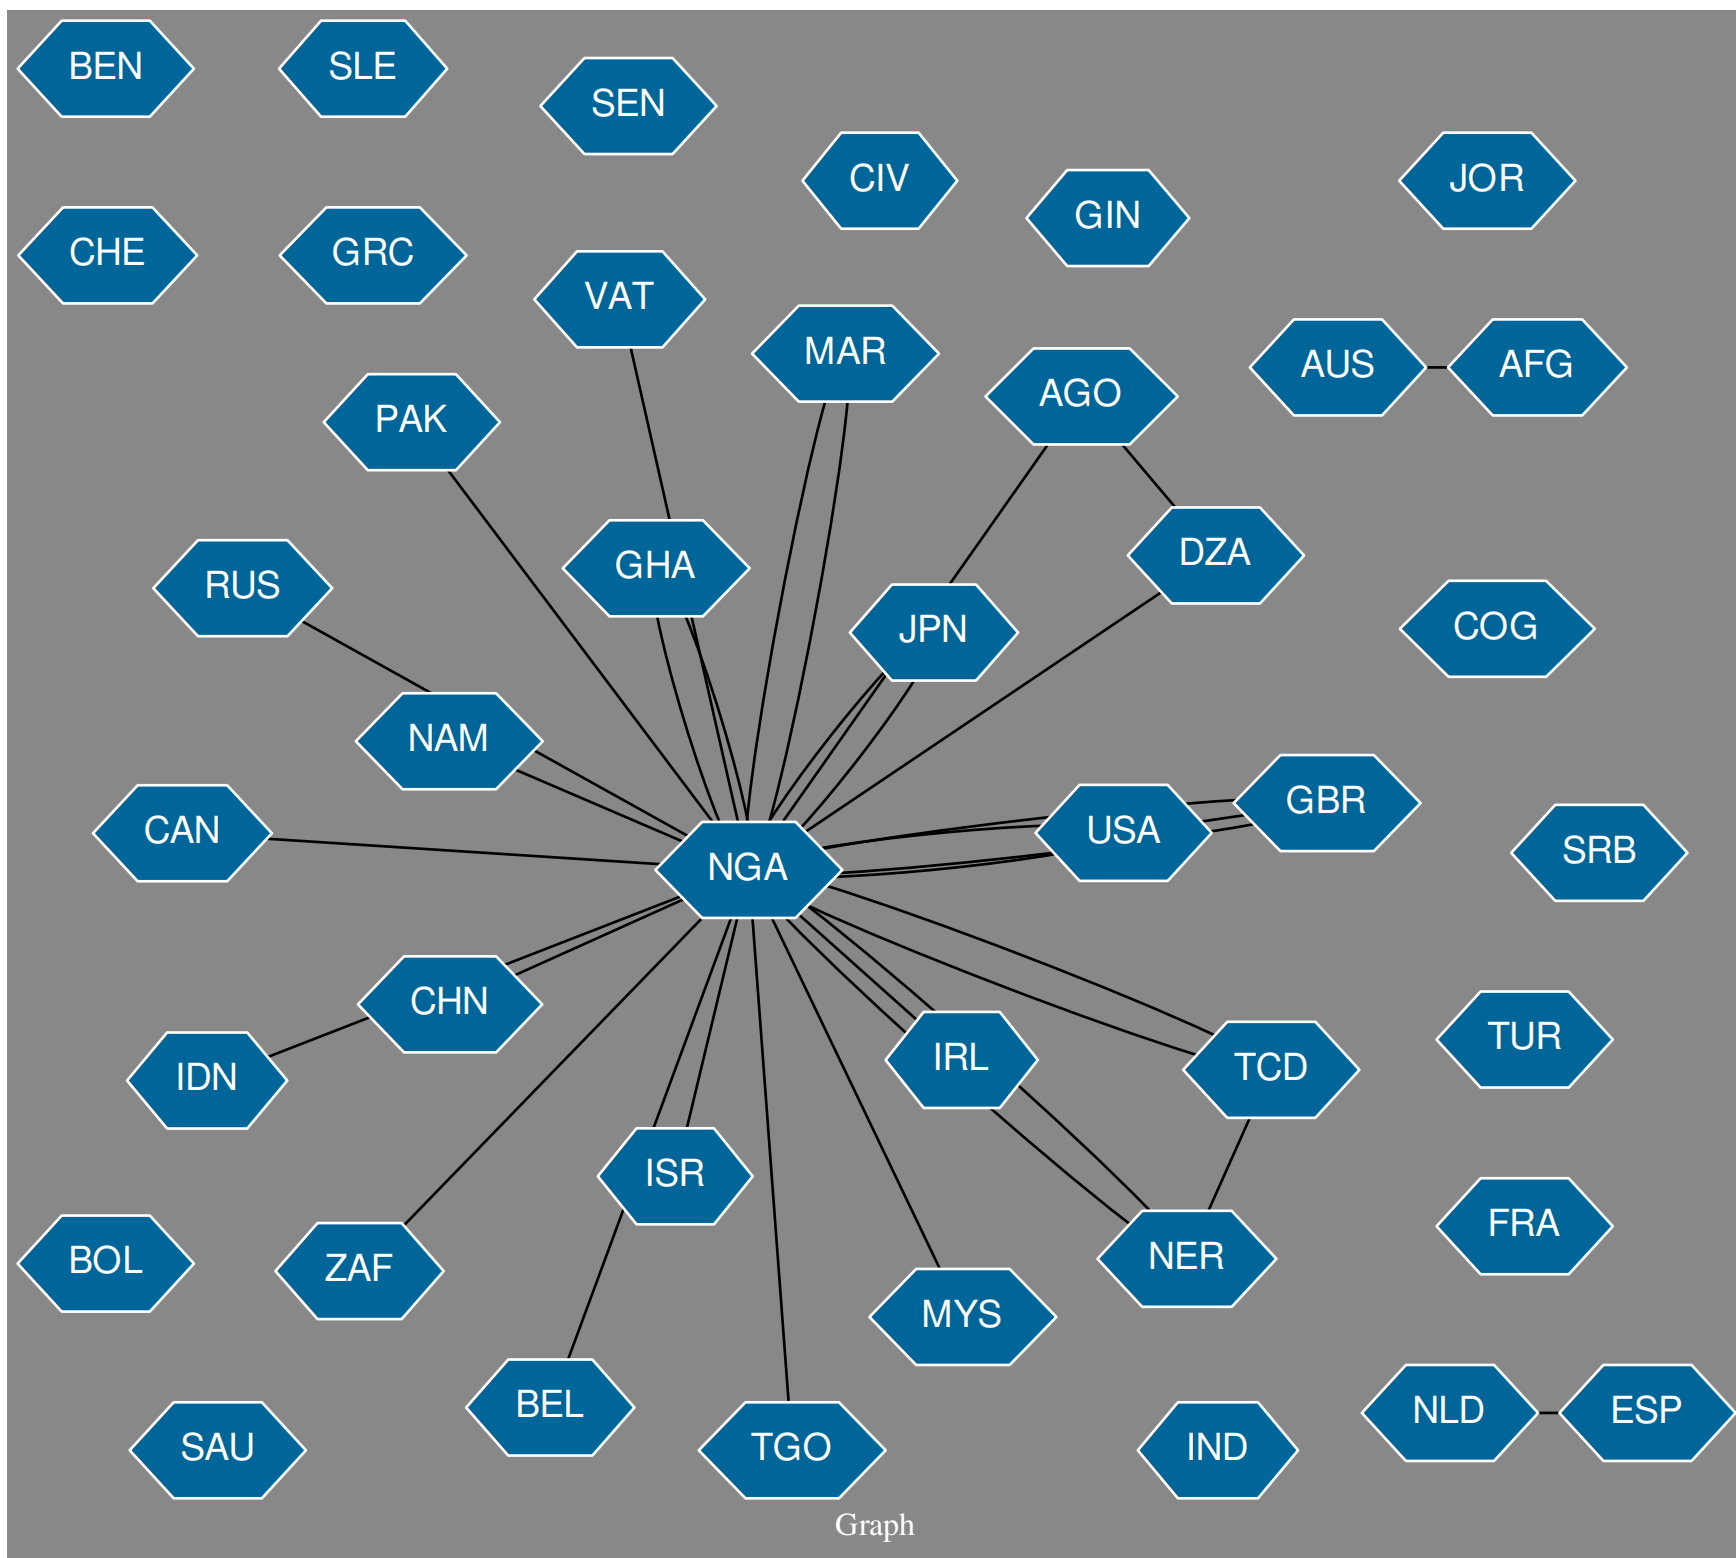 BEN
SLE
SEN
CIV
GIN
JOR
CHE
GRC
VAT
MAR
AGO
AUS
AFG
PAK
GHA
DZA
RUS
JPN
COG
NAM
CAN
NGA
USA
GBR
SRB
CHN
IDN
IRL
TCD
TUR
ISR
BOL
ZAF
NER
FRA
MYS
BEL
SAU
TGO
IND
NLD
ESP
Graph